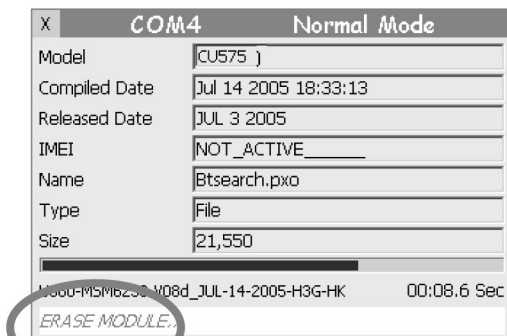 X COM4 Normal Mode
Model CU575 )
Compiled Date Jul 14 2005 18:33:13
Released Date JUL 3 2005
IMEI NOT_ACTIVE______
Name Btsearch.pxo
Type File
Size 21,550
V08d_JUL-14-2005-H3G-HK 00:08.6 Sec
ERASE MODULE..